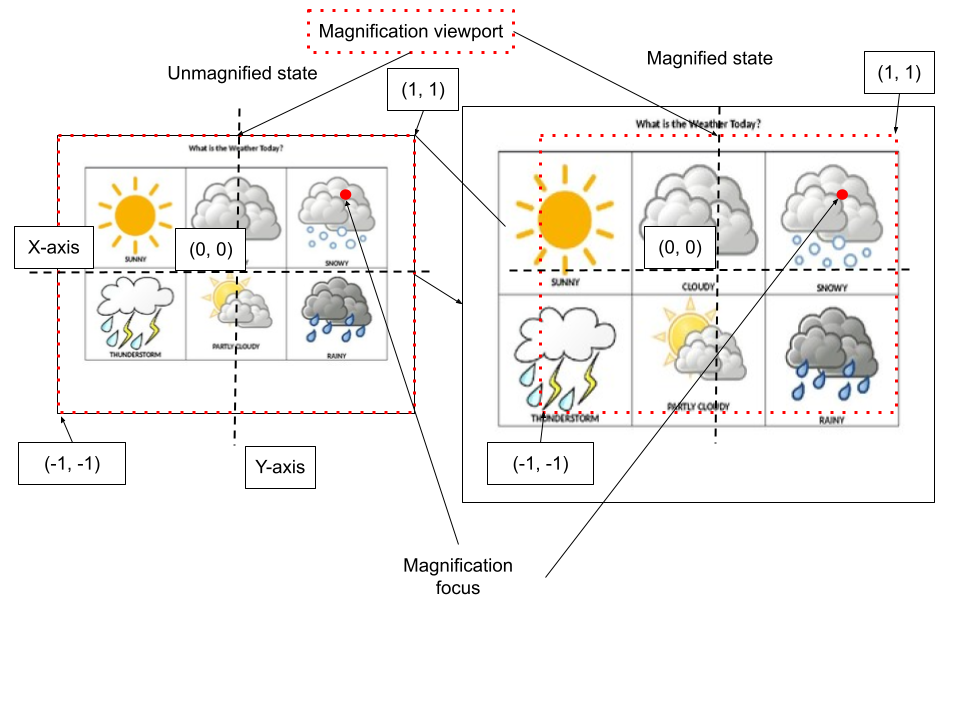 Magnification viewport
Unmagnified state
Magnified state
(1, 1)
(1, 1)
What is the Weather Today?
What is the Weather Today?
X-axis
(0, 0)
(0, 0)
SUNNY
SNOWY
SUNNY
CLOUDY
SNOWY
THUNDERSTORM
PARTLY CLOUDY
RAINY
THUNDERSTORM
PARTLY CLOUDY
RAINY
(-1, -1)
Y-axis
(-1, -1)
Magnification
focus